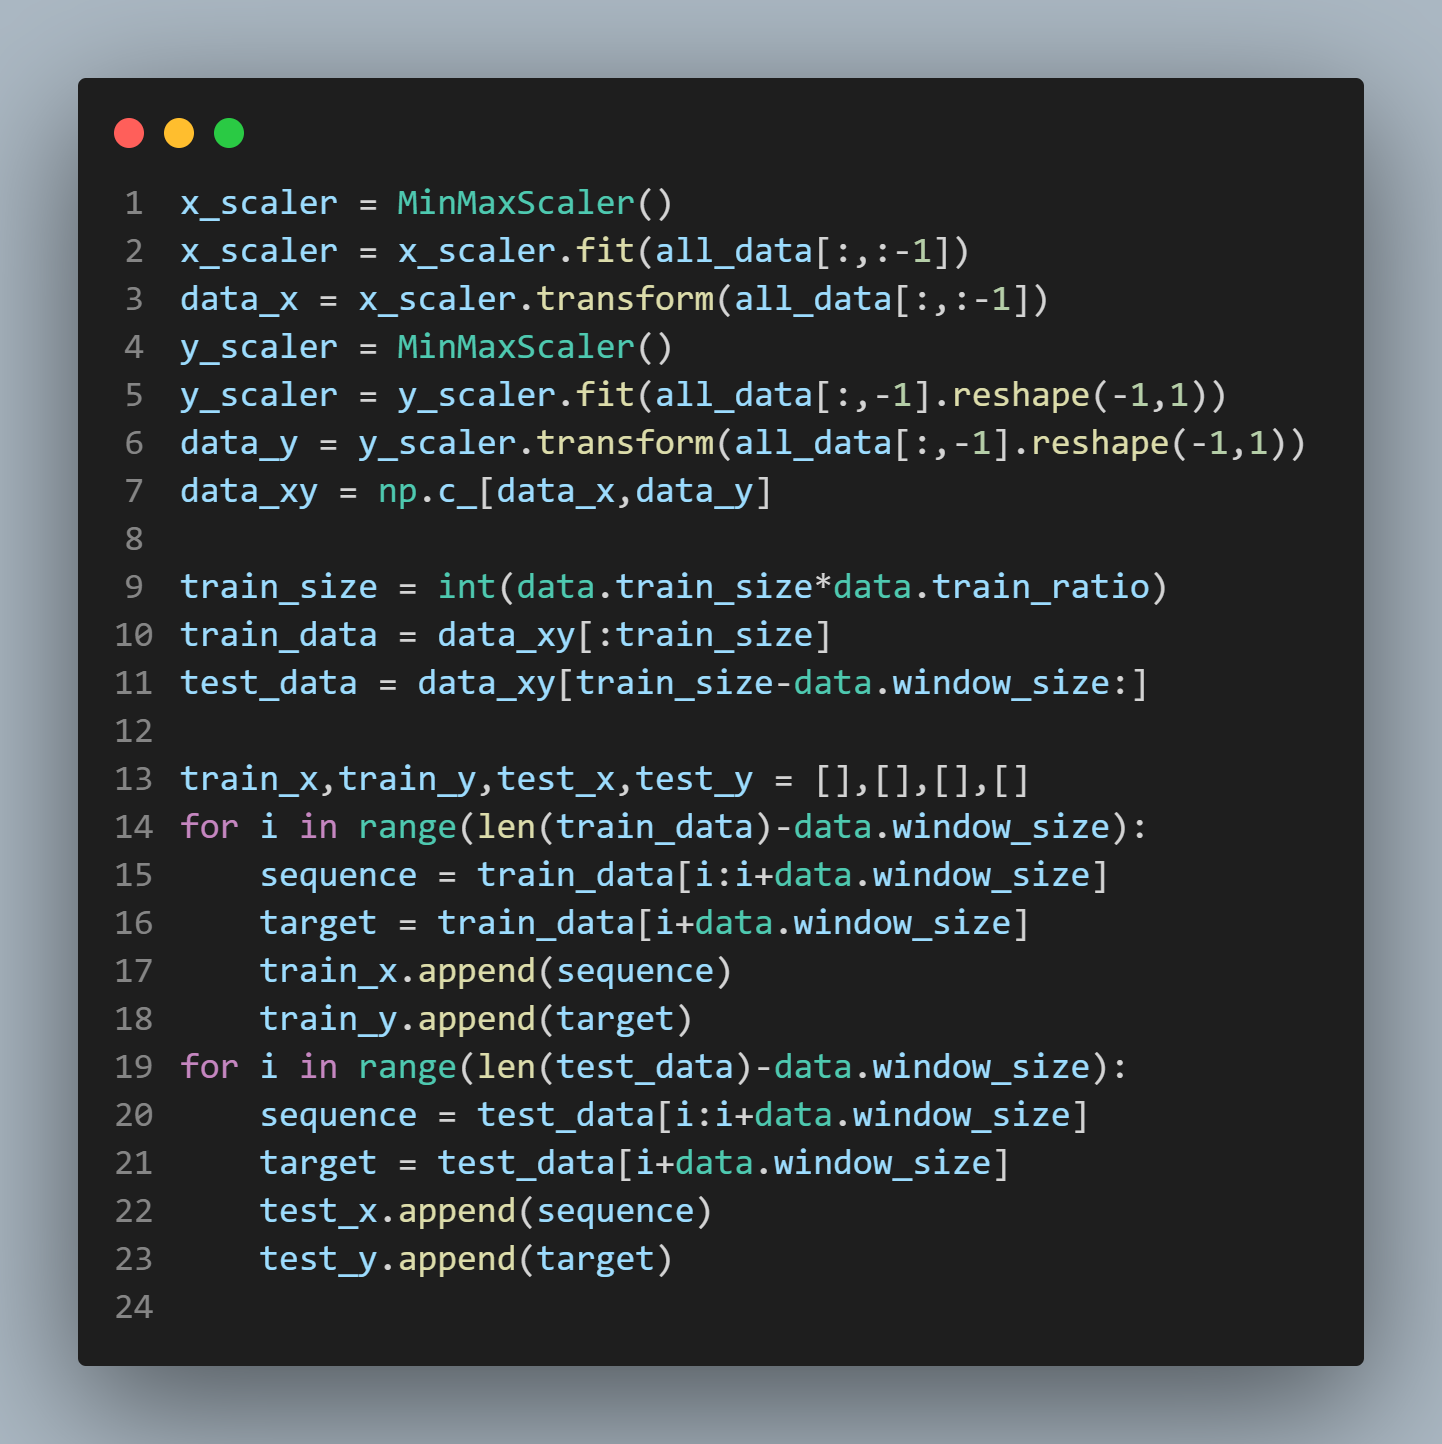 1 x_scaler = MinMaxScaler()
2 x_scaler = x_scaler.fit(all_data[:,:-1])
3 data_x = x_scaler.transform(all_data[:,:-1])
4 y_scaler = MinMaxScaler()
5 y_scaler = y_scaler.fit(all_data[:,-1].reshape(-1,1))
6 data_y = y_scaler.transform(all_data[:,-1].reshape(-1,1))
7 data_xy = np.c_[data_x,data_y]
8
9 train_size = int(data.train_size*data.train_ratio)
10 train_data = data_xy[:train_size]
11 test_data = data_xy[train_size-data.window_size:]
12
13 train_x,train_y,test_x,test_y = [],[],[],[]
14 for i in range(len(train_data)-data.window_size):
15     sequence = train_data[i:i+data.window_size]
16     target = train_data[i+data.window_size]
17     train_x.append(sequence)
18     train_y.append(target)
19 for i in range(len(test_data)-data.window_size):
20     sequence = test_data[i:i+data.window_size]
21     target = test_data[i+data.window_size]
22     test_x.append(sequence)
23     test_y.append(target)
24